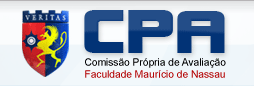 VERITAS
CPA
Comissão Própria de Avaliação
Faculdade Maurício de Nassau